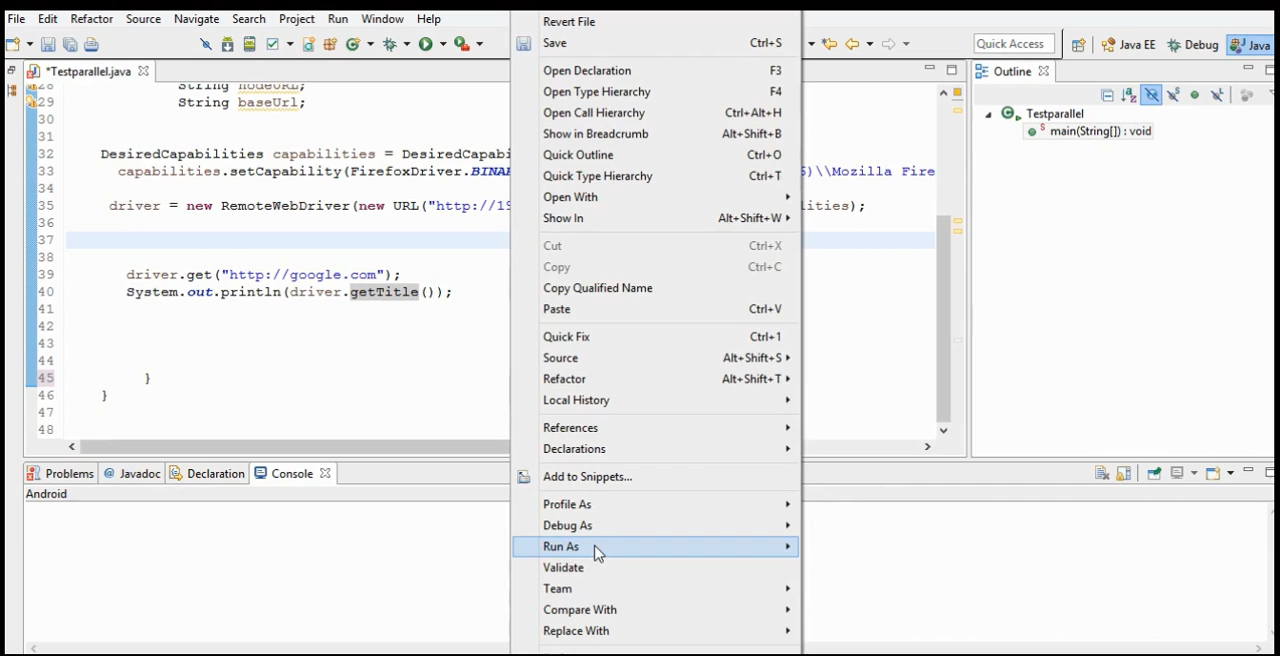 File Edit Refactor Source Navigate Search Project Run Window Help
Quick Access
Java EE
Debug
Java
*Testparallel.java
28 String nodeURL;
29 String baseUrl;
30
31
32 DesiredCapabilities capabilities = DesiredCapabi
33 capabilities.setCapability(FirefoxDriver.BINAR )\\Mozilla Fire
34
35 driver = new RemoteWebDriver(new URL("http://19 lities);
36
37
38
39 driver.get("http://google.com");
40 System.out.println(driver.getTitle());
41
42
43
44
45 }
46 }
47
48
Revert File
Save Ctrl+S
Open Declaration F3
Open Type Hierarchy F4
Open Call Hierarchy Ctrl+Alt+H
Show in Breadcrumb Alt+Shift+B
Quick Outline Ctrl+O
Quick Type Hierarchy Ctrl+T
Open With
Show In Alt+Shift+W
Cut Ctrl+X
Copy Ctrl+C
Copy Qualified Name
Paste Ctrl+V
Quick Fix Ctrl+1
Source Alt+Shift+S
Refactor Alt+Shift+T
Local History
References
Declarations
Add to Snippets...
Profile As
Debug As
Run As
Validate
Team
Compare With
Replace With
Outline
Testparallel
main(String[]) : void
Problems Javadoc Declaration Console
Android